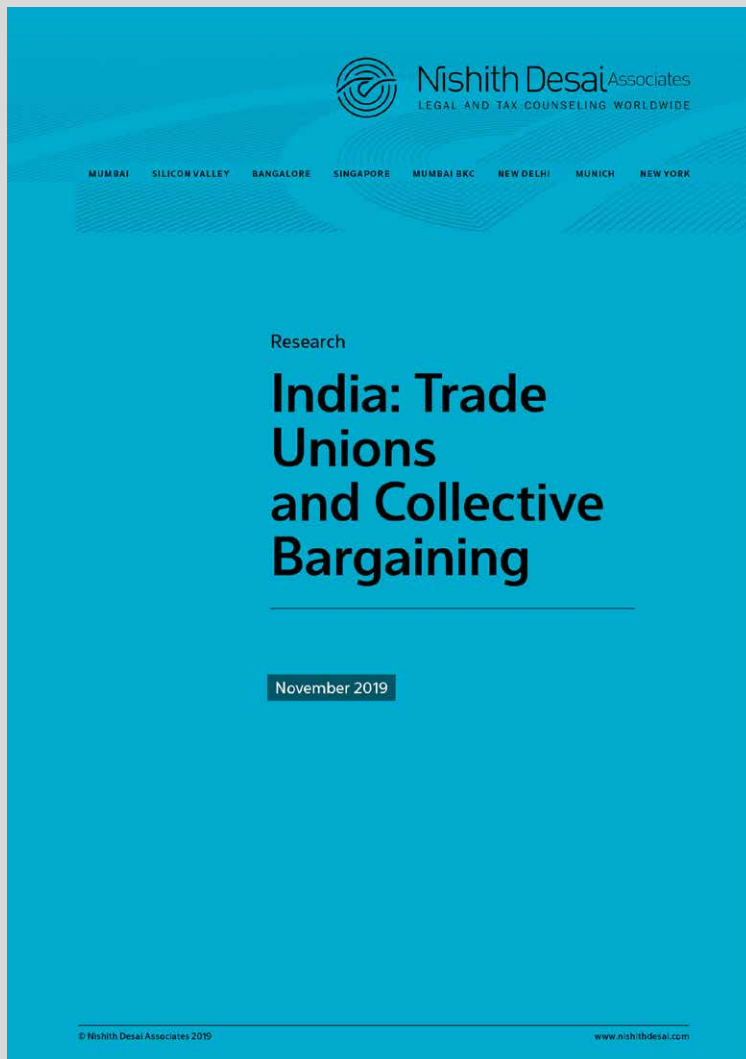 Nishith Desai Associates
LEGAL AND TAX COUNSELING WORLDWIDE
MUMBAI SILICON VALLEY BANGALORE SINGAPORE MUMBAI BKC NEW DELHI MUNICH NEW YORK
Research
India: Trade
Unions
and Collective
Bargaining
November 2019
© Nishith Desai Associates 2019 www.nishithdesai.com